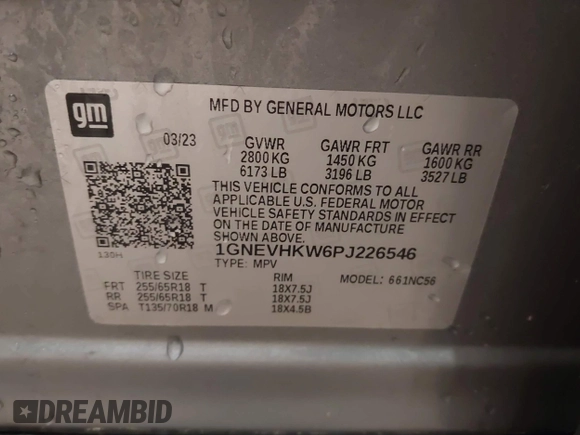 gm
MFD BY GENERAL MOTORS LLC
03/23 GVWR GAWR FRT GAWR RR
2800 KG 1450 KG 1600 KG
6173 LB 3196 LB 3527 LB
THIS VEHICLE CONFORMS TO ALL
APPLICABLE U.S. FEDERAL MOTOR
VEHICLE SAFETY STANDARDS IN EFFECT
ON THE DATE OF MANUFACTURE
SHOWN ABOVE.
130H 1GNEVHKW6PJ226546
TYPE: MPV
TIRE SIZE RIM MODEL: 661NC56
FRT 255/65R18 T 18X7.5J
RR 255/65R18 T 18X7.5J
SPA T135/70R18 M 18X4.5B
DREAMBID